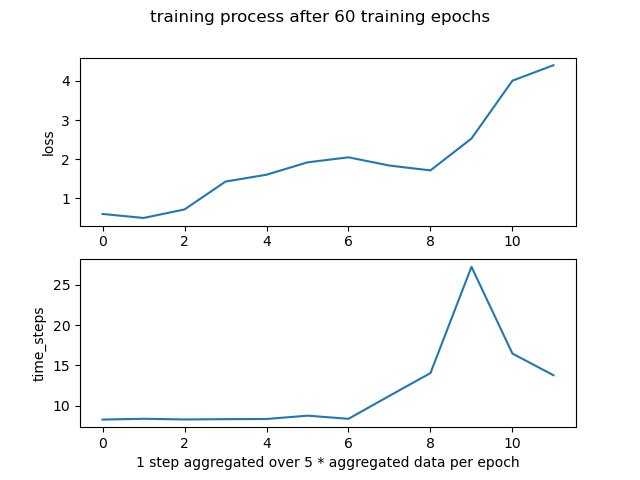 training process after 60 training epochs
4
3
2
1
loss
0 2 4 6 8 10
25
20
15
10
time_steps
0 2 4 6 8 10
1 step aggregated over 5 * aggregated data per epoch